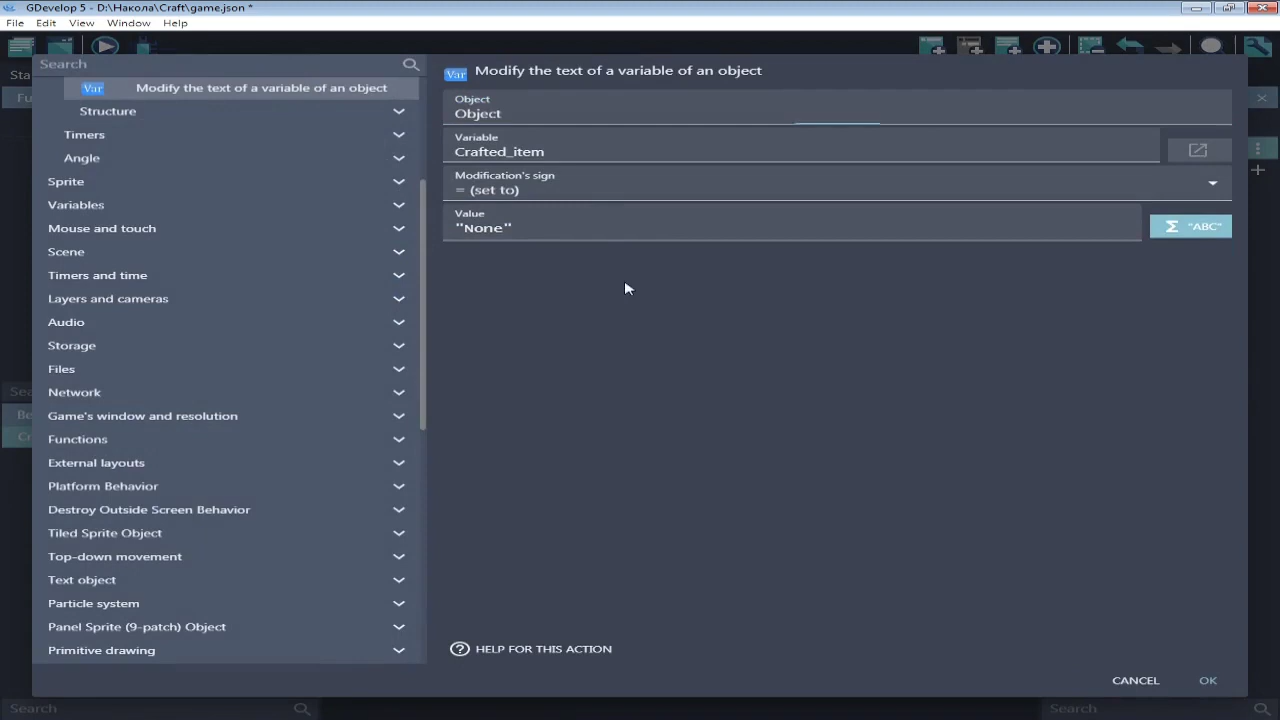 GDevelop 5 - D:\Накола\Craft\game.json *
File Edit View Window Help
Sta
Fu
Search
Var Modify the text of a variable of an object
Structure
Timers
Angle
Sprite
Variables
Mouse and touch
Scene
Timers and time
Layers and cameras
Audio
Storage
Files
Network
Game's window and resolution
Functions
External layouts
Platform Behavior
Destroy Outside Screen Behavior
Tiled Sprite Object
Top-down movement
Text object
Particle system
Panel Sprite (9-patch) Object
Primitive drawing
Var Modify the text of a variable of an object
Object
Object
Variable
Crafted_item
Modification's sign
= (set to)
Value
"None"
Σ "ABC"
? HELP FOR THIS ACTION
CANCEL OK
Sea
Be
Cr
Search
Search